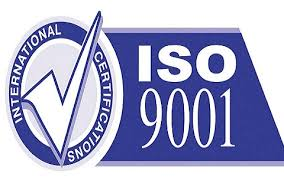 INTERNATIONAL CERTIFICATIONS
ISO
9001